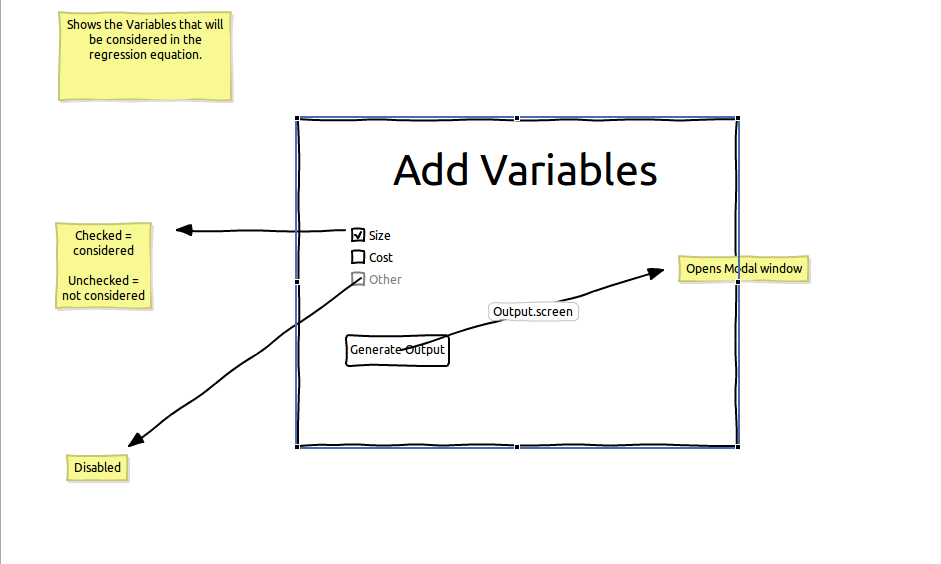 Shows the Variables that will
be considered in the
regression equation.
Add Variables
Checked =
considered
Unchecked =
not considered
Size
Cost
Other
Opens Modal window
Output.screen
Generate Output
Disabled